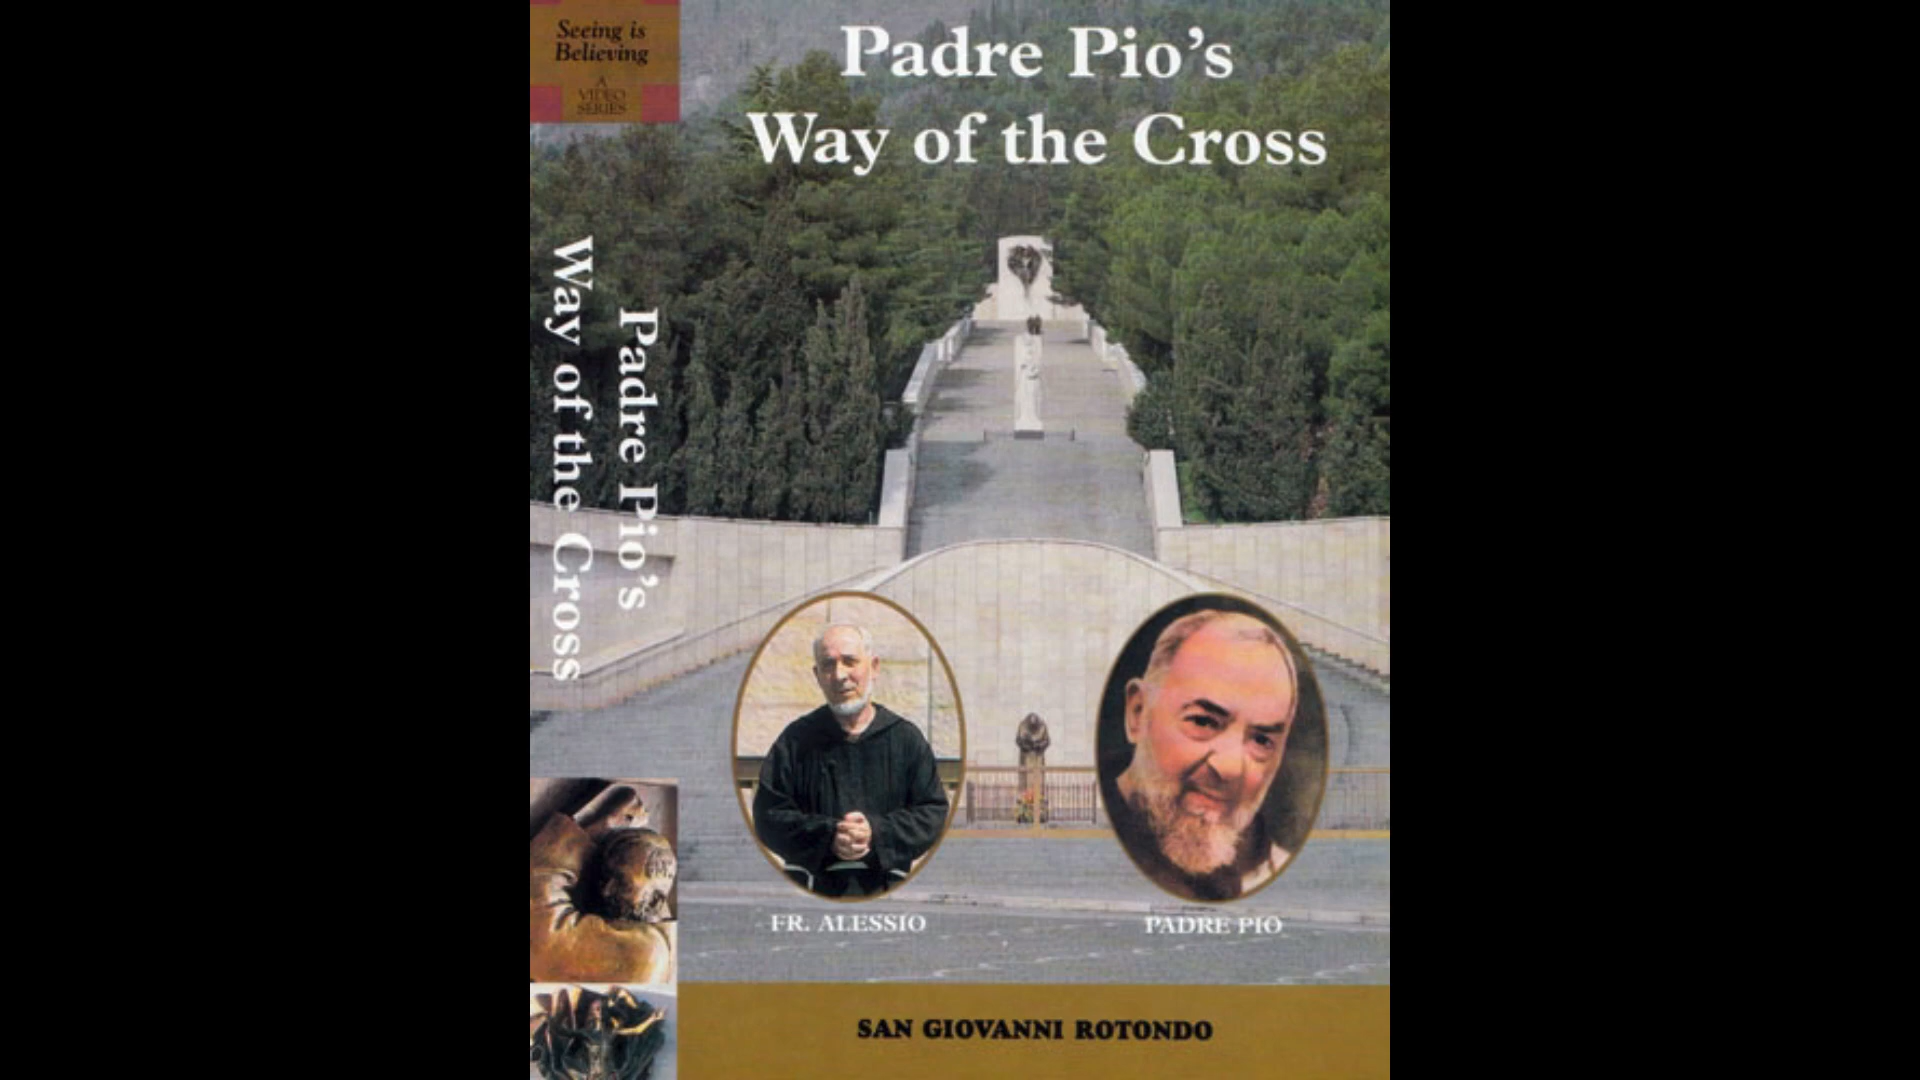 Seeing is
Believing
A
VIDEO
SERIES
Padre Pio's
Way of the Cross
Padre Pio's
Way of the Cross
FR. ALESSIO
PADRE PIO
SAN GIOVANNI ROTONDO